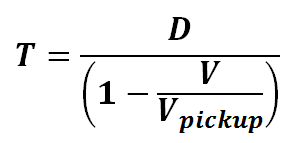 T = D / (1 − V / V_pickup)